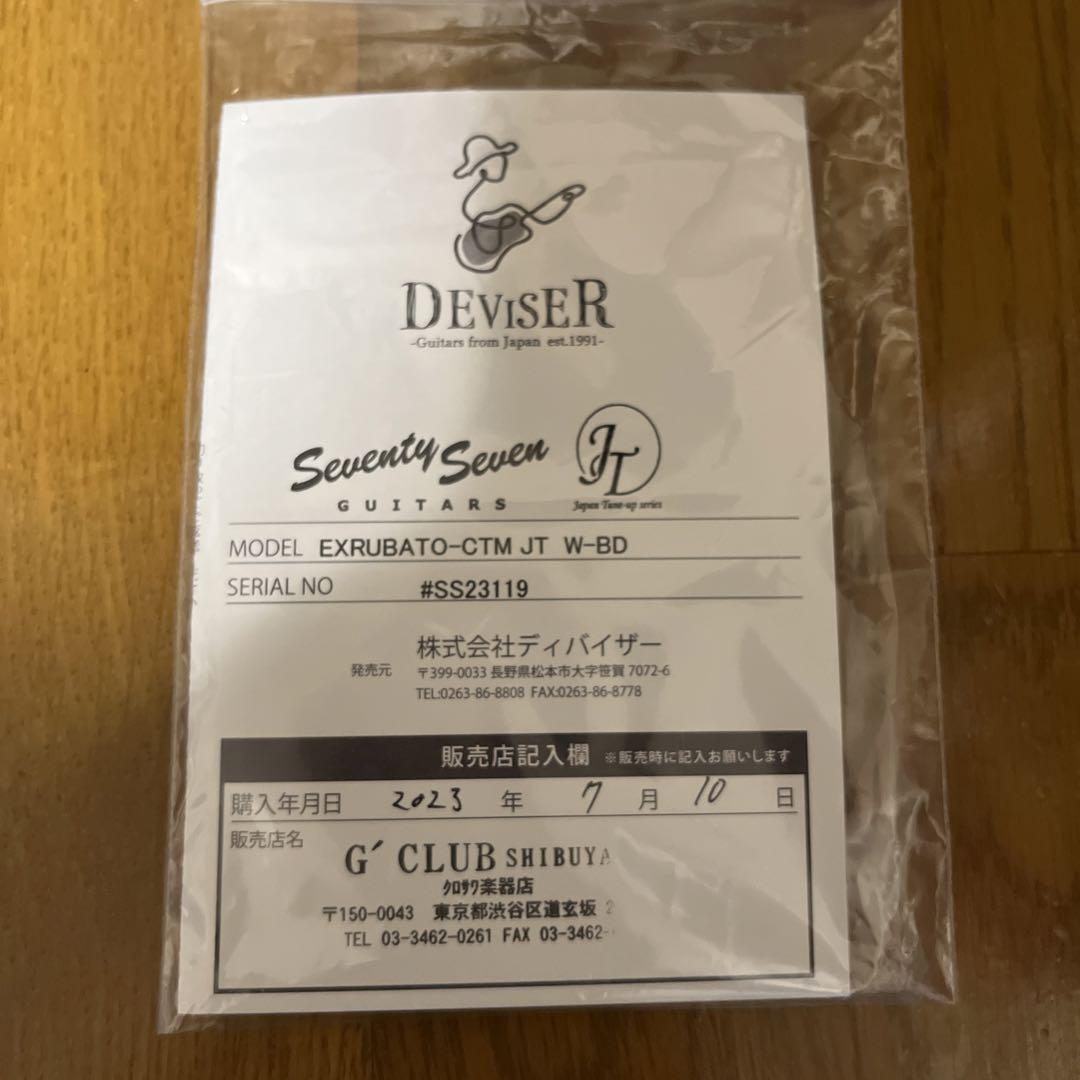 DEVISER
-Guitars from Japan est.1991-
Seventy Seven
GUITARS
JT
Japan Tune-up series
MODEL EXRUBATO-CTM JT W-BD
SERIAL NO #SS23119
株式会社ディバイザー
発売元 〒399-0033 長野県松本市大字笹賀 7072-6
TEL:0263-86-8808 FAX:0263-86-8778
販売店記入欄 ※販売時に記入お願いします
購入年月日 2023 年 7 月 10 日
販売店名
G´ CLUB SHIBUYA
クロサワ楽器店
〒150-0043 東京都渋谷区道玄坂 2
TEL 03-3462-0261 FAX 03-3462-